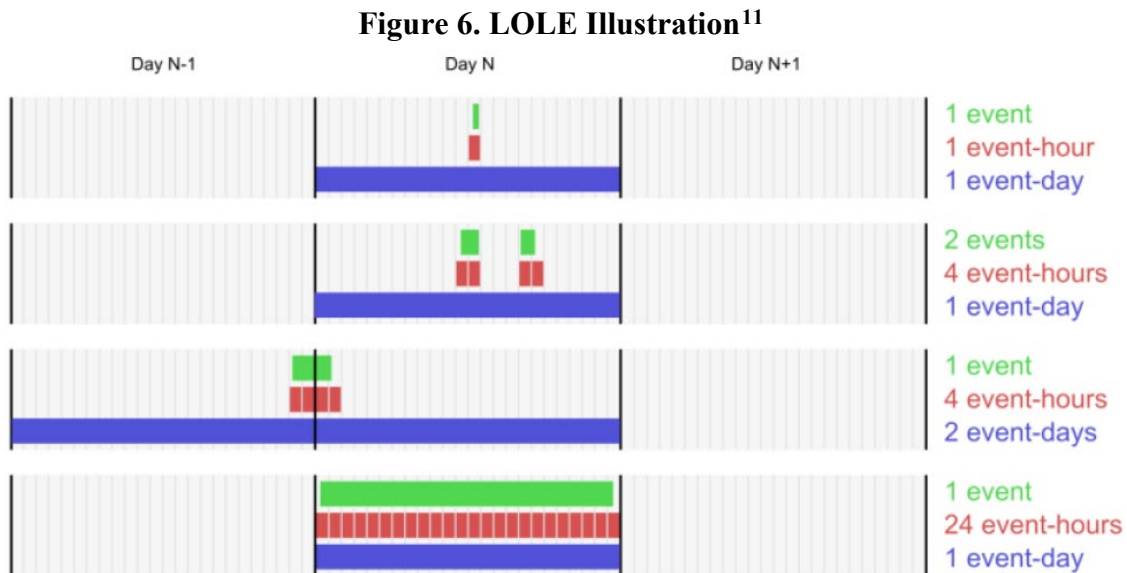 Figure 6. LOLE Illustration11
Day N-1
Day N
Day N+1
1 event
1 event-hour
1 event-day
2 events
4 event-hours
1 event-day
1 event
4 event-hours
2 event-days
1 event
24 event-hours
1 event-day